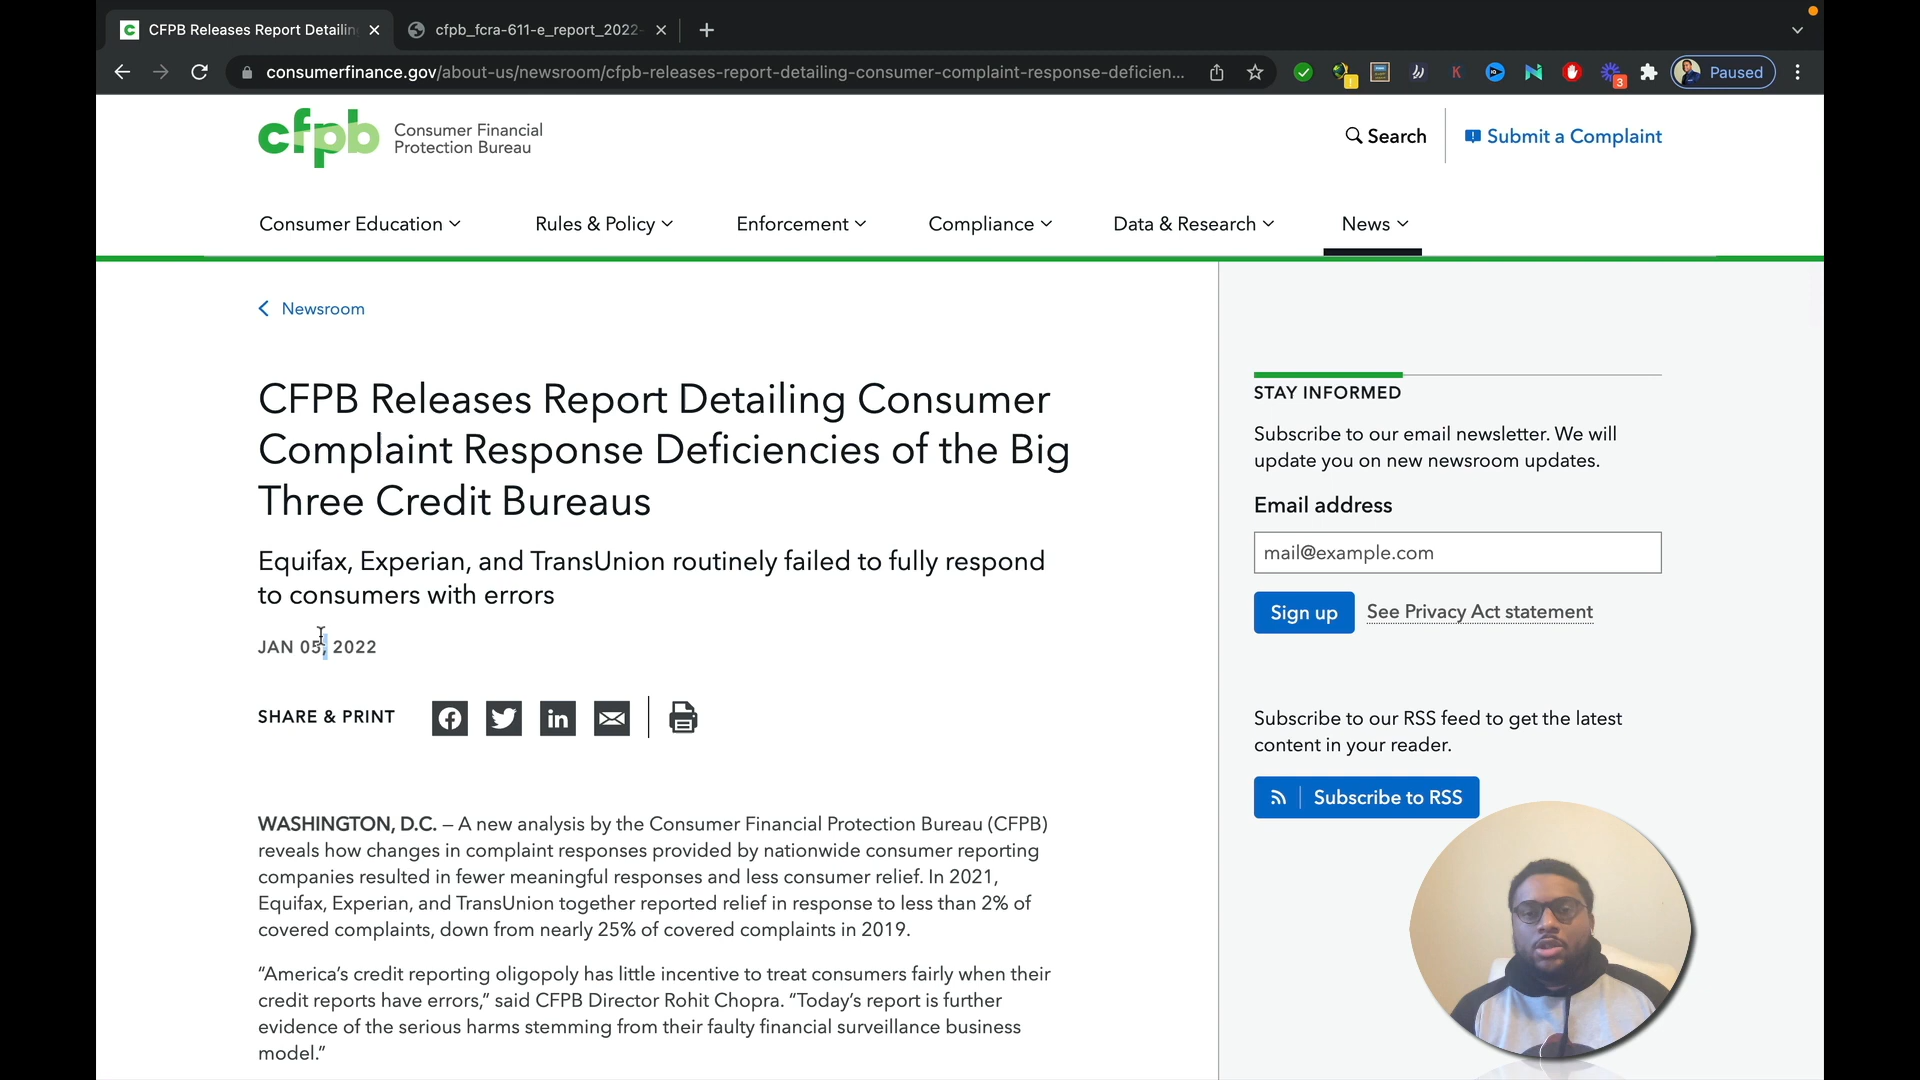 CFPB Releases Report Detailin
cfpb_fcra-611-e_report_2022-
consumerfinance.gov/about-us/newsroom/cfpb-releases-report-detailing-consumer-complaint-response-deficien...
3
Paused
cfpb
Consumer Financial
Protection Bureau
Search
Submit a Complaint
Consumer Education
Rules & Policy
Enforcement
Compliance
Data & Research
News
Newsroom
CFPB Releases Report Detailing Consumer
Complaint Response Deficiencies of the Big
Three Credit Bureaus
Equifax, Experian, and TransUnion routinely failed to fully respond
to consumers with errors
JAN 05, 2022
SHARE & PRINT
WASHINGTON, D.C. – A new analysis by the Consumer Financial Protection Bureau (CFPB)
reveals how changes in complaint responses provided by nationwide consumer reporting
companies resulted in fewer meaningful responses and less consumer relief. In 2021,
Equifax, Experian, and TransUnion together reported relief in response to less than 2% of
covered complaints, down from nearly 25% of covered complaints in 2019.
“America’s credit reporting oligopoly has little incentive to treat consumers fairly when their
credit reports have errors,” said CFPB Director Rohit Chopra. “Today’s report is further
evidence of the serious harms stemming from their faulty financial surveillance business
model.”
STAY INFORMED
Subscribe to our email newsletter. We will
update you on new newsroom updates.
Email address
mail@example.com
Sign up
See Privacy Act statement
Subscribe to our RSS feed to get the latest
content in your reader.
Subscribe to RSS